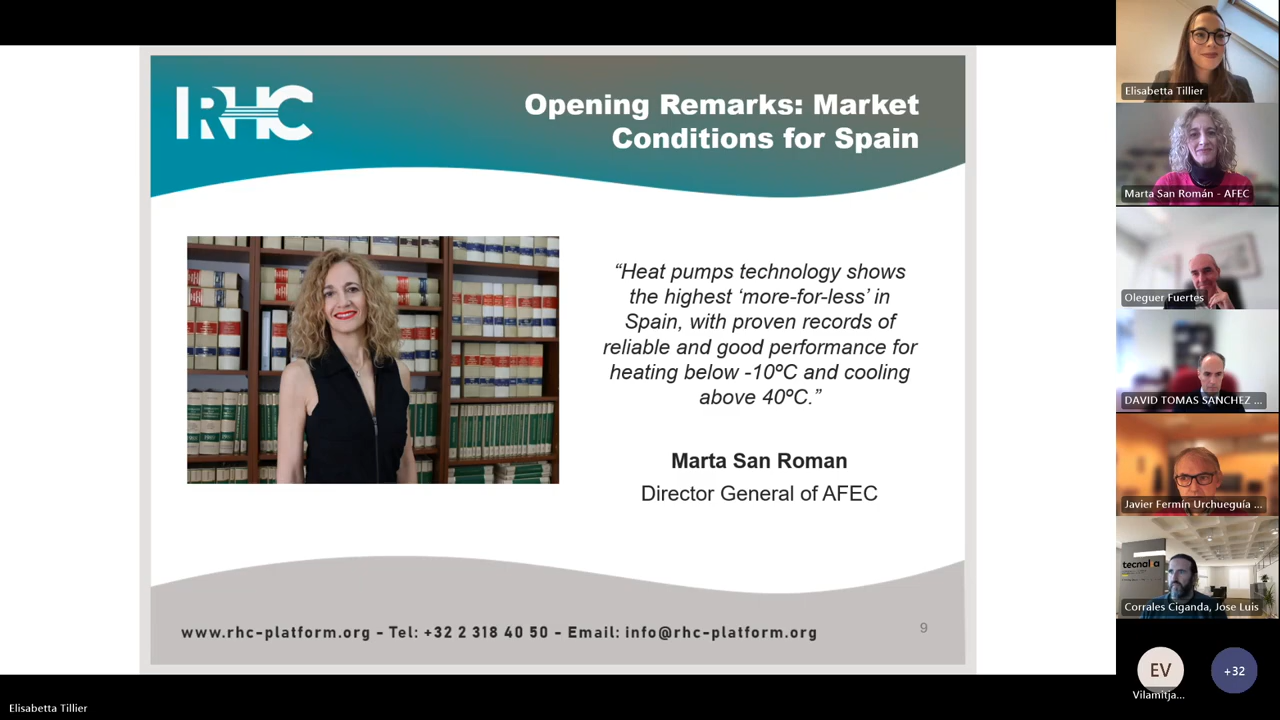 RHC
Opening Remarks: Market
Conditions for Spain
“Heat pumps technology shows
the highest ‘more-for-less’ in
Spain, with proven records of
reliable and good performance for
heating below -10ºC and cooling
above 40ºC.”
Marta San Roman
Director General of AFEC
www.rhc-platform.org - Tel: +32 2 318 40 50 - Email: info@rhc-platform.org
9
Elisabetta Tillier
Elisabetta Tillier
Marta San Román - AFEC
Oleguer Fuertes
DAVID TOMAS SANCHEZ ...
Javier Fermín Urchueguía ...
tecnalia
Corrales Ciganda, Jose Luis
EV
Vilamitja...
+32